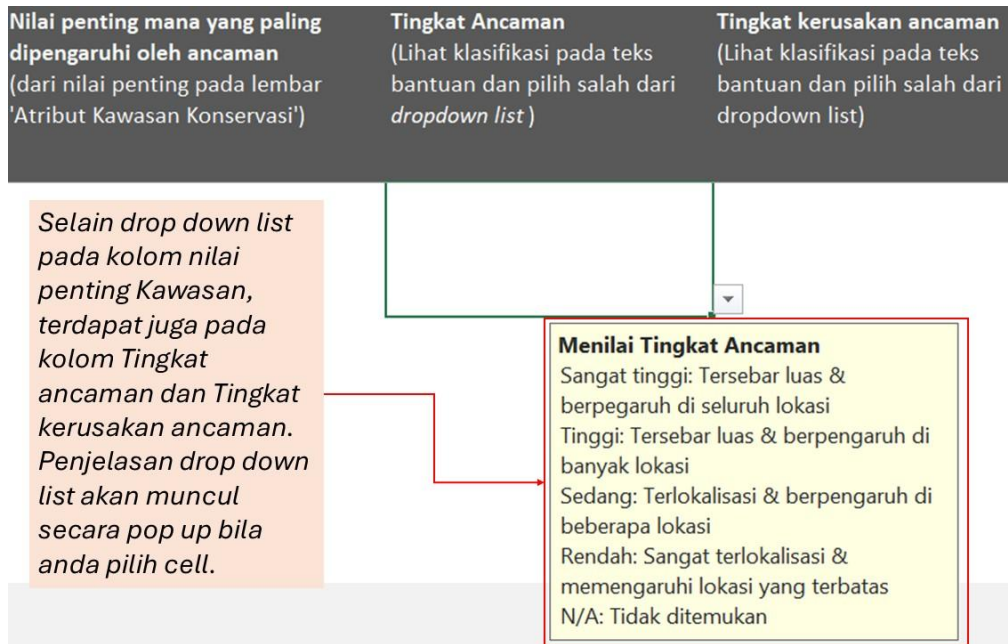 Nilai penting mana yang paling
dipengaruhi oleh ancaman
(dari nilai penting pada lembar
'Atribut Kawasan Konservasi')
Tingkat Ancaman
(Lihat klasifikasi pada teks
bantuan dan pilih salah dari
dropdown list )
Tingkat kerusakan ancaman
(Lihat klasifikasi pada teks
bantuan dan pilih salah dari
dropdown list)
Selain drop down list
pada kolom nilai
penting Kawasan,
terdapat juga pada
kolom Tingkat
ancaman dan Tingkat
kerusakan ancaman.
Penjelasan drop down
list akan muncul
secara pop up bila
anda pilih cell.
Menilai Tingkat Ancaman
Sangat tinggi: Tersebar luas &
berpegaruh di seluruh lokasi
Tinggi: Tersebar luas & berpengaruh di
banyak lokasi
Sedang: Terlokalisasi & berpengaruh di
beberapa lokasi
Rendah: Sangat terlokalisasi &
memengaruhi lokasi yang terbatas
N/A: Tidak ditemukan